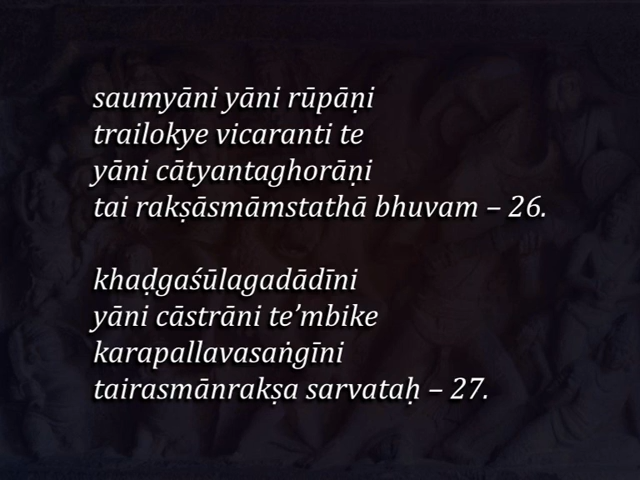 saumyāni yāni rūpāṇi
trailokye vicaranti te
yāni cātyantaghorāṇi
tai rakṣāsmāmstathā bhuvam – 26.
khaḍgaśūlagadādīni
yāni cāstrāni te’mbike
karapallavasaṅgīni
tairasmānrakṣa sarvataḥ – 27.